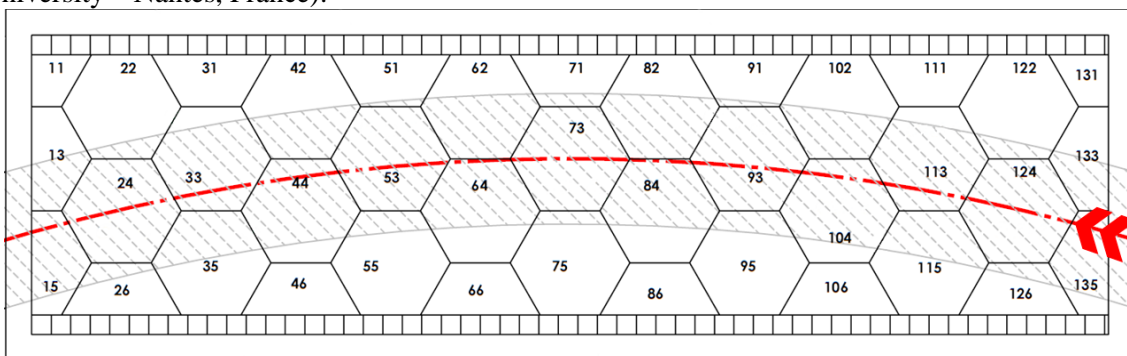 niversity – Nantes, France).
11 22 31 42 51 62 71 82 91 102 111 122 131
73
13 133
24 33 44 53 64 84 93 113 124
104
15 26 35 46 55 66 75 86 95 106 115 126 135